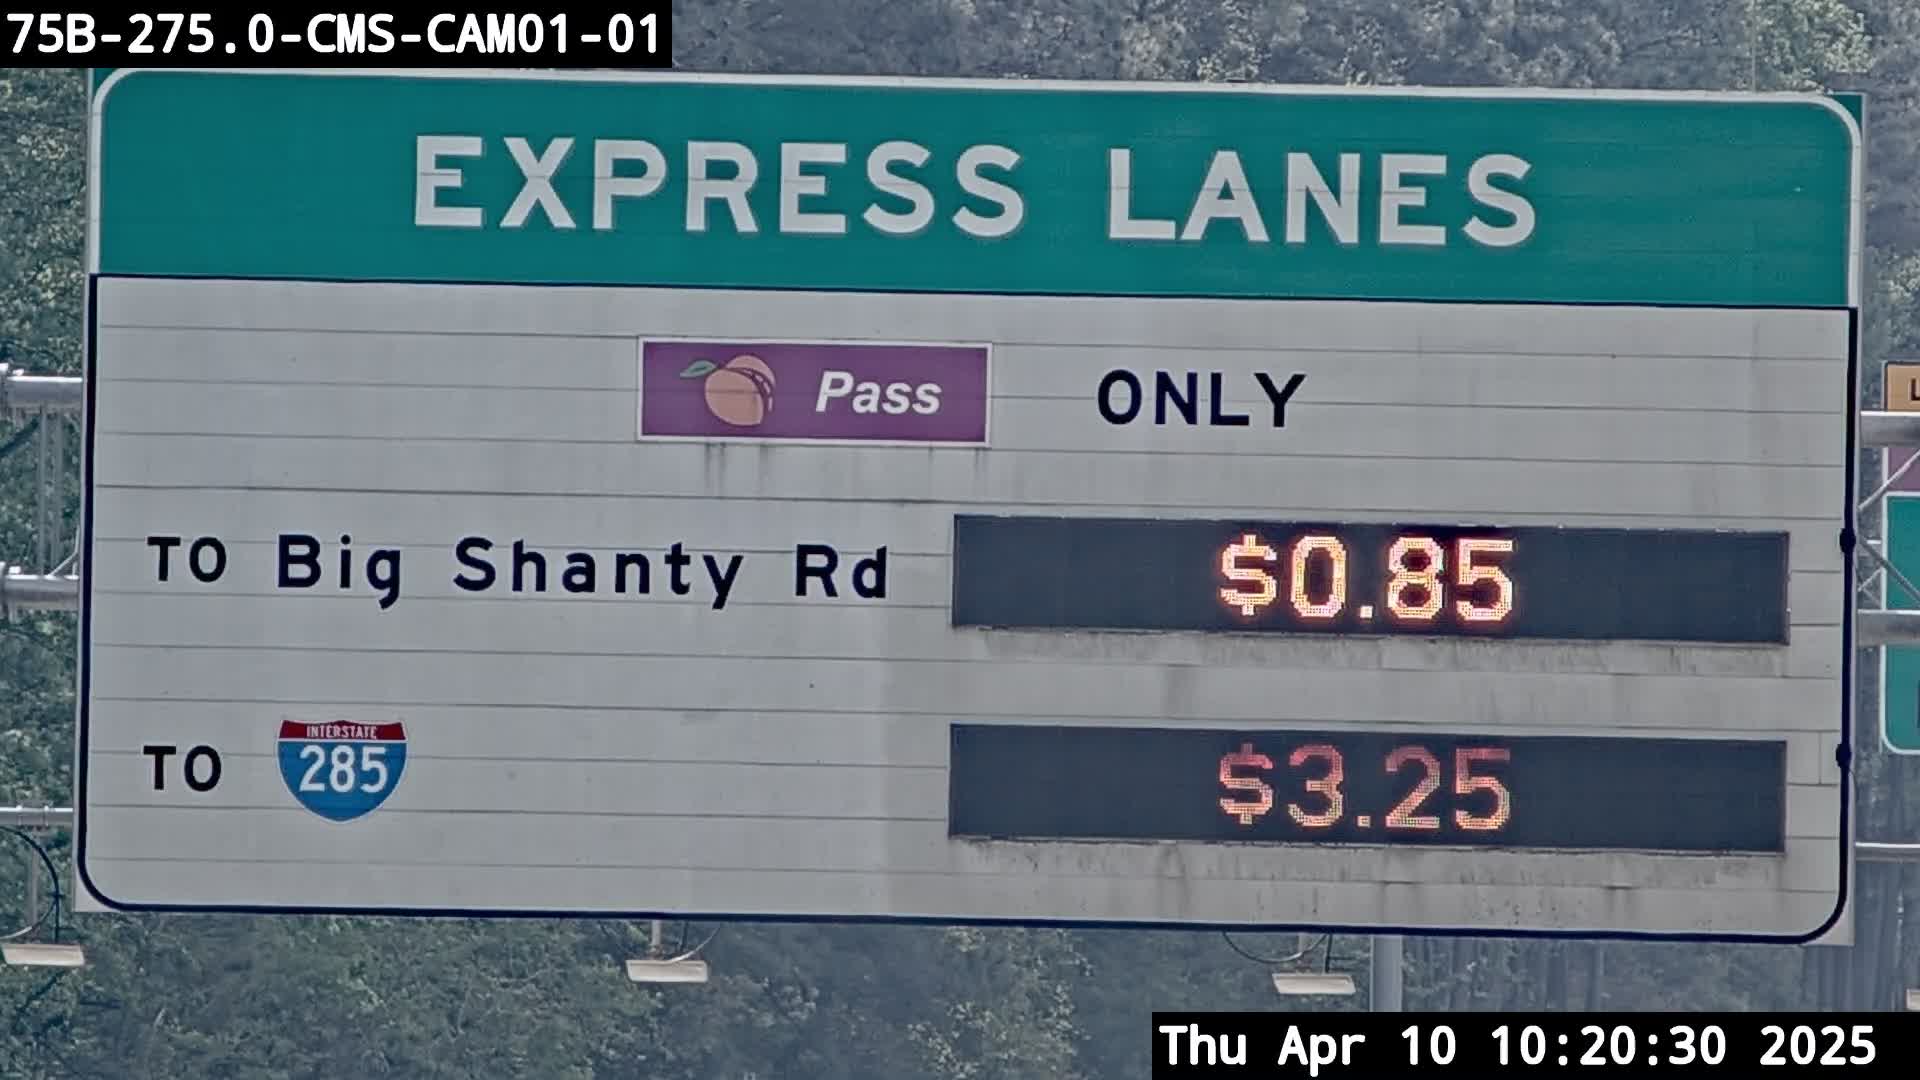 75B-275.0-CMS-CAM01-01
EXPRESS LANES
Pass ONLY
TO Big Shanty Rd $0.85
INTERSTATE
TO 285 $3.25
Thu Apr 10 10:20:30 2025